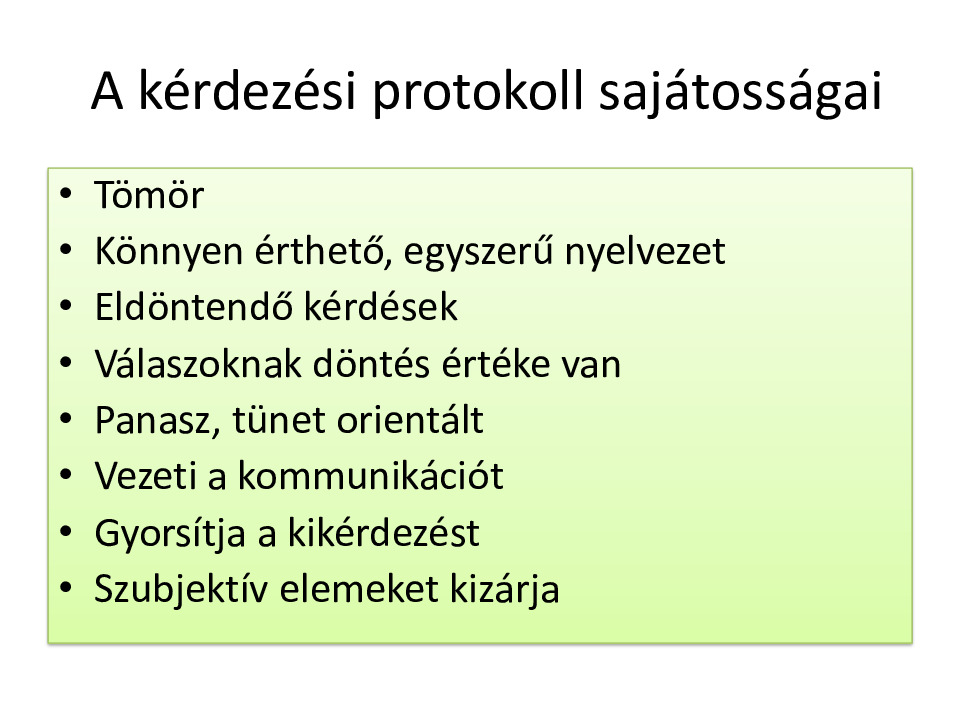 A kérdezési protokoll sajátosságai
• Tömör
• Könnyen érthető, egyszerű nyelvezet
• Eldöntendő kérdések
• Válaszoknak döntés értéke van
• Panasz, tünet orientált
• Vezeti a kommunikációt
• Gyorsítja a kikérdezést
• Szubjektív elemeket kizárja